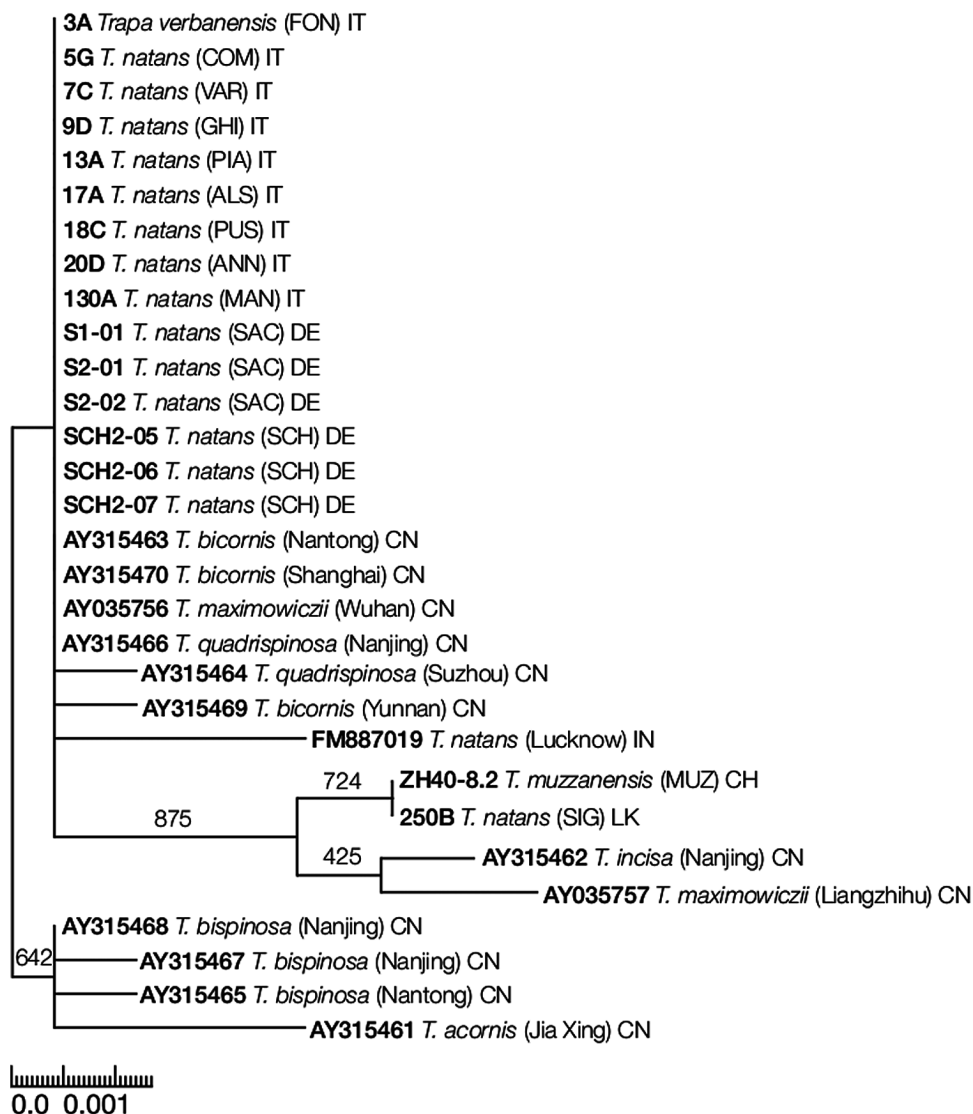 3A Trapa verbanensis (FON) IT
5G T. natans (COM) IT
7C T. natans (VAR) IT
9D T. natans (GHI) IT
13A T. natans (PIA) IT
17A T. natans (ALS) IT
18C T. natans (PUS) IT
20D T. natans (ANN) IT
130A T. natans (MAN) IT
S1-01 T. natans (SAC) DE
S2-01 T. natans (SAC) DE
S2-02 T. natans (SAC) DE
SCH2-05 T. natans (SCH) DE
SCH2-06 T. natans (SCH) DE
SCH2-07 T. natans (SCH) DE
AY315463 T. bicornis (Nantong) CN
AY315470 T. bicornis (Shanghai) CN
AY035756 T. maximowiczii (Wuhan) CN
AY315466 T. quadrispinosa (Nanjing) CN
AY315464 T. quadrispinosa (Suzhou) CN
AY315469 T. bicornis (Yunnan) CN
FM887019 T. natans (Lucknow) IN
724
ZH40-8.2 T. muzzanensis (MUZ) CH
875
250B T. natans (SIG) LK
425
AY315462 T. incisa (Nanjing) CN
AY035757 T. maximowiczii (Liangzhihu) CN
AY315468 T. bispinosa (Nanjing) CN
642
AY315467 T. bispinosa (Nanjing) CN
AY315465 T. bispinosa (Nantong) CN
AY315461 T. acornis (Jia Xing) CN
0.0 0.001